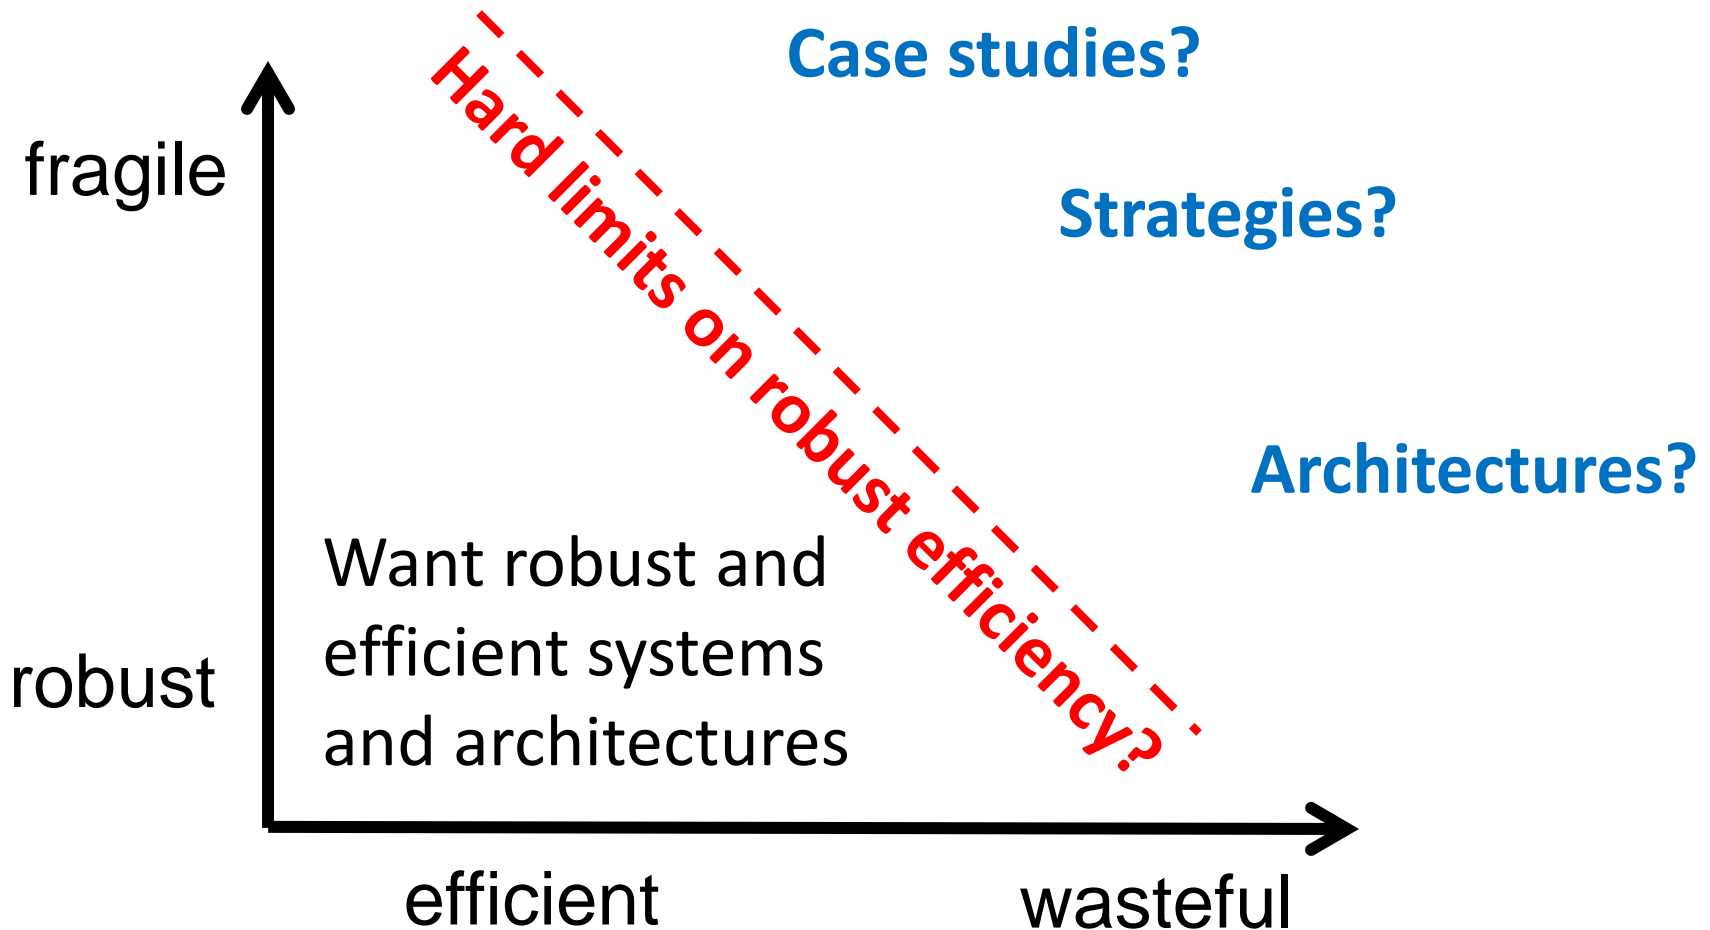 Case studies?
fragile
Strategies?
Hard limits on robust efficiency?
Architectures?
Want robust and
efficient systems
and architectures
robust
efficient
wasteful